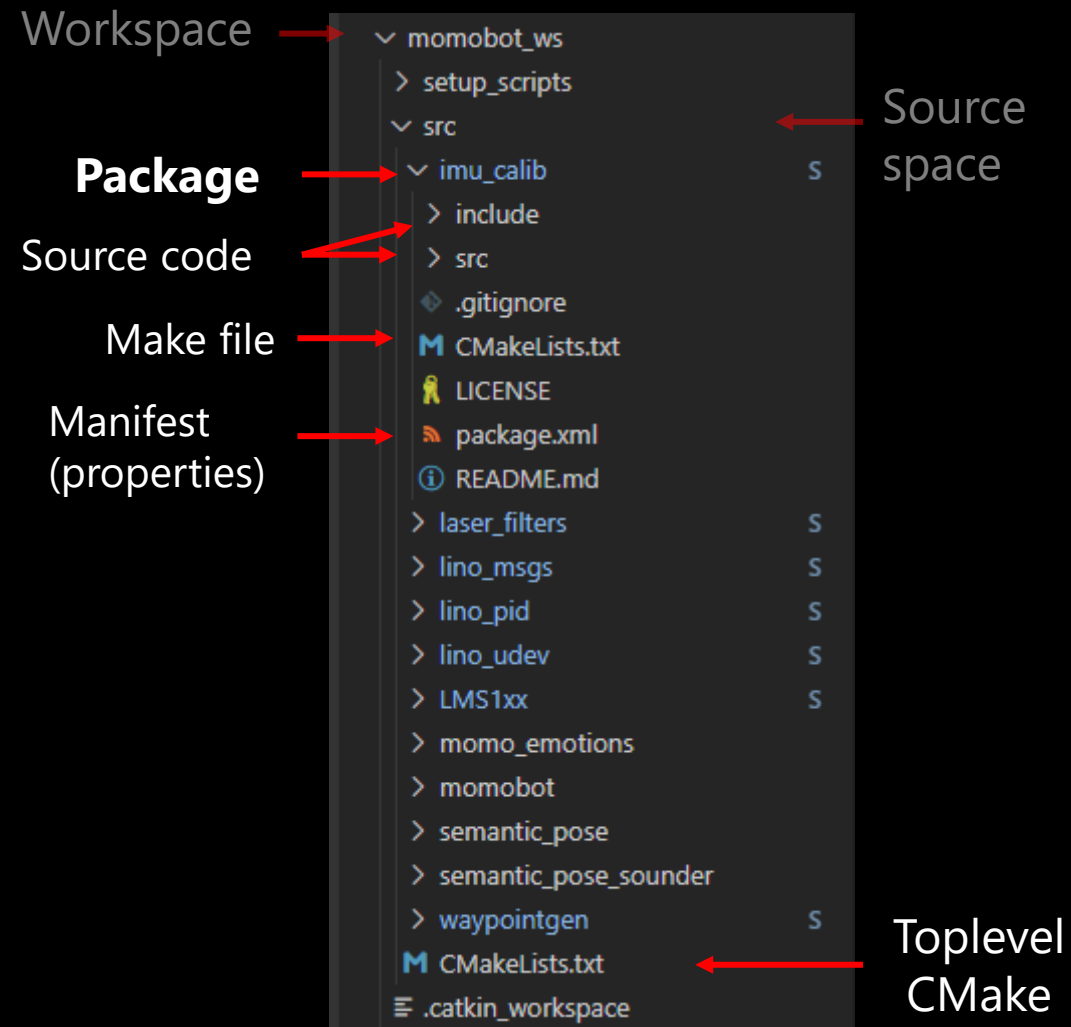 Workspace
momobot_ws
setup_scripts
src
Source
space
Package
imu_calib S
include
Source code
src
.gitignore
Make file
CMakeLists.txt
LICENSE
Manifest
(properties)
package.xml
README.md
laser_filters S
lino_msgs S
lino_pid S
lino_udev S
LMS1xx S
momo_emotions
momobot
semantic_pose
semantic_pose_sounder
waypointgen S
CMakeLists.txt
Toplevel
CMake
.catkin_workspace